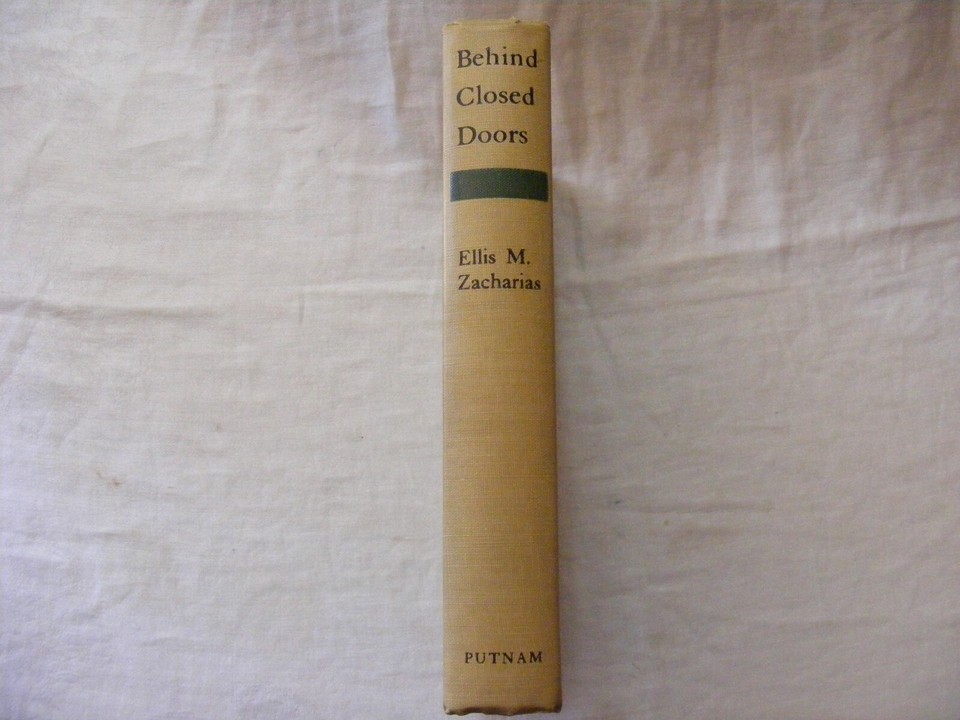 Behind
Closed
Doors
Ellis M.
Zacharias
PUTNAM